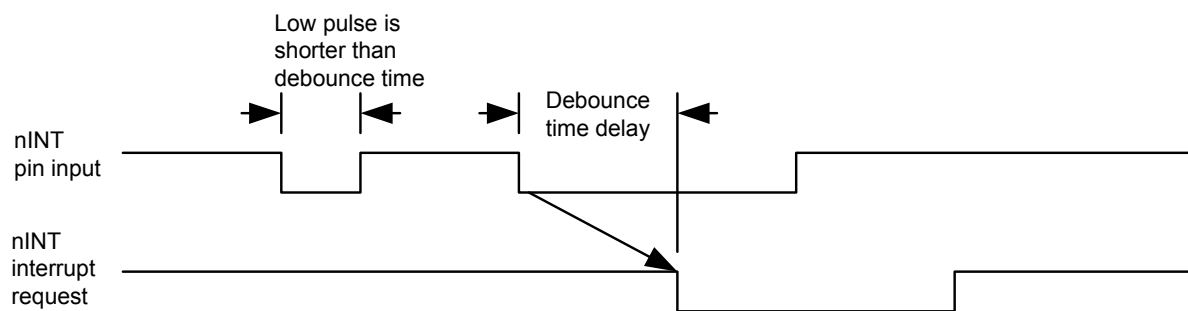 Low pulse is
shorter than
debounce time
Debounce
time delay
nINT
pin input
nINT
interrupt
request